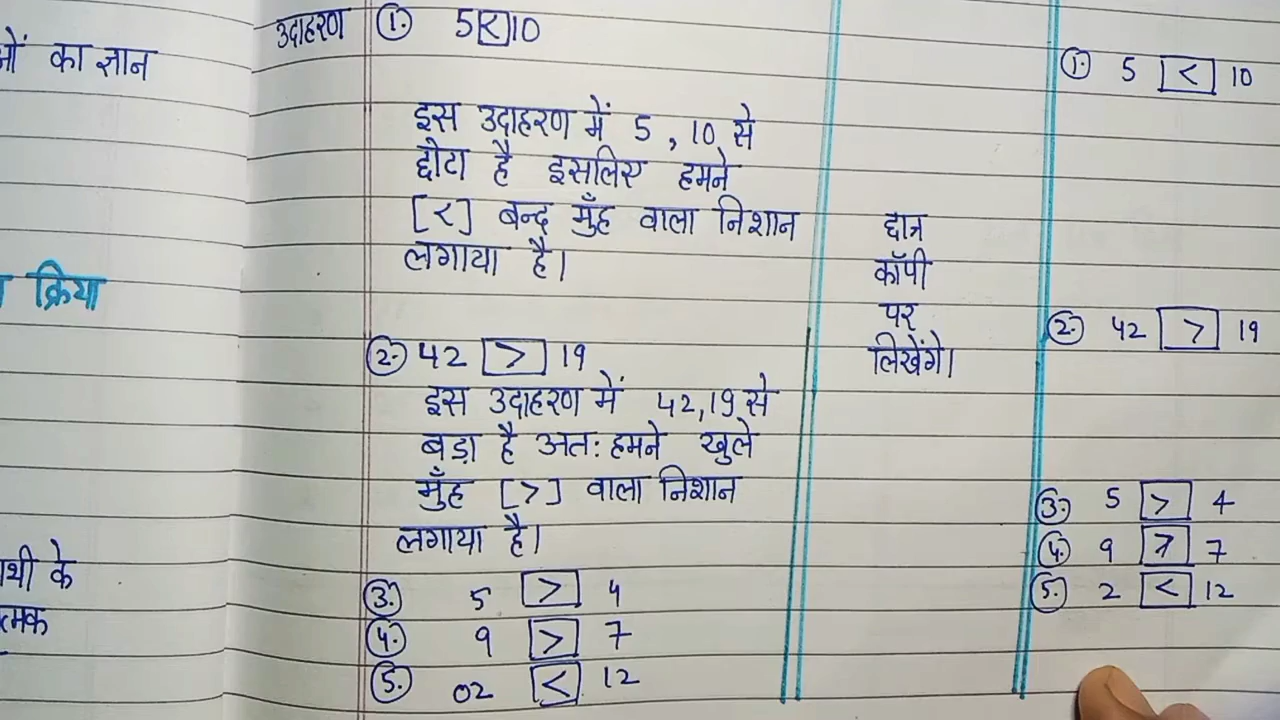 ओं का ज्ञान
क्रिया
के
उदाहरण ① 5 [<] 10
इस उदाहरण में 5, 10 से
छोटा है इसलिए हमने
[<] बन्द मुँह वाला निशान
लगाया है।
② 42 [>] 19
इस उदाहरण में 42,19 से
बड़ा है अतः हमने खुले
मुँह [>] वाला निशान
लगाया है।
③ 5 [>] 4
④ 9 [>] 7
⑤ 02 [<] 12
छात्र
कॉपी
पर
लिखेंगे।
① 5 [<] 10
② 42 [>] 19
③ 5 [>] 4
④ 9 [>] 7
⑤ 2 [<] 12